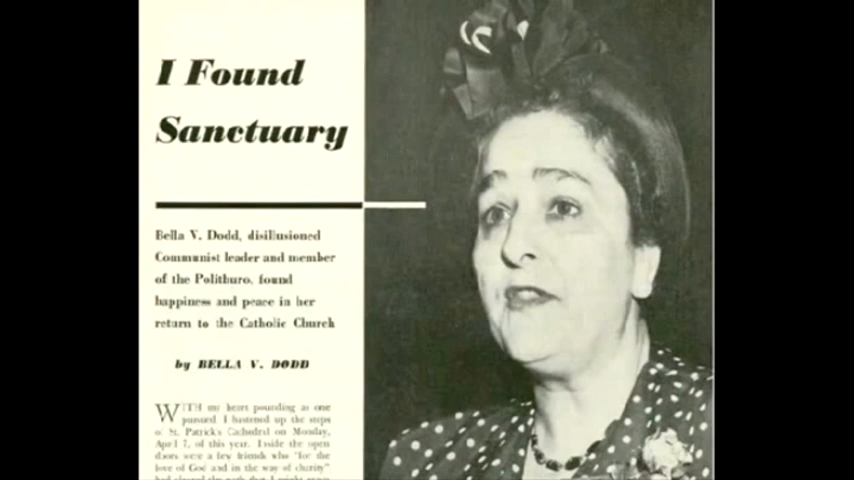 I Found
Sanctuary
Bella V. Dodd, disillusioned
Communist leader and member
of the Politburo, found
happiness and peace in her
return to the Catholic Church
by BELLA V. DODD
WITH my heart pounding as one
pursued, I hastened up the steps
of St. Patrick's Cathedral on Monday,
April 7, of this year. Inside the open
doors were a few friends who "for the
love of God and in the way of charity"